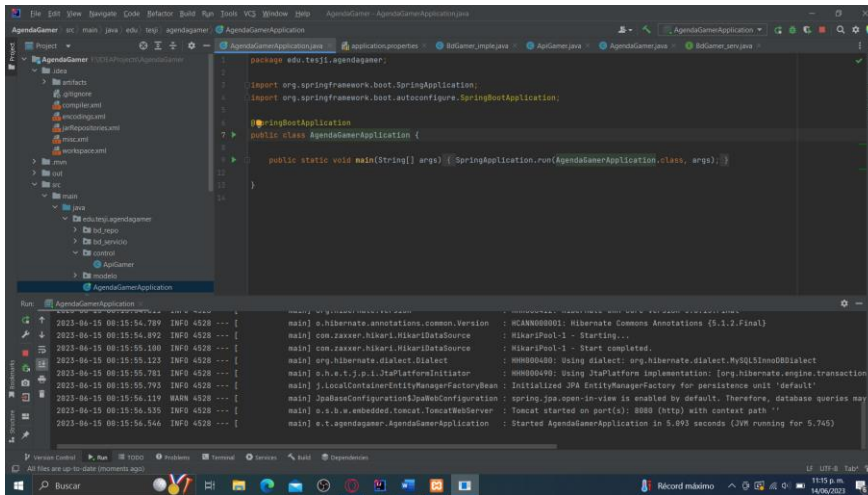 File Edit View Navigate Code Refactor Build Run Tools VCS Window Help AgendaGamer - AgendaGamerApplication.java
AgendaGamer src main java edu tesji agendagamer AgendaGamerApplication
AgendaGamerApplication
Project
AgendaGamerApplication.java application.properties BdGamer_imple.java ApiGamer.java AgendaGamer.java BdGamer_serv.java
AgendaGamer
.idea
artifacts
.gitignore
compiler.xml
encodings.xml
jarRepositories.xml
misc.xml
workspace.xml
.mvn
out
src
main
java
edu.tesji.agendagamer
bd_repo
bd_servicio
control
ApiGamer
modelo
AgendaGamerApplication
package edu.tesji.agendagamer;
import org.springframework.boot.SpringApplication;
import org.springframework.boot.autoconfigure.SpringBootApplication;
@SpringBootApplication
public class AgendaGamerApplication {
public static void main(String[] args) { SpringApplication.run(AgendaGamerApplication.class, args); }
}
Run: AgendaGamerApplication
2023-06-15 00:15:54.789 INFO 4528 --- [ main] o.hibernate.annotations.common.Version : HCANN000001: Hibernate Commons Annotations {5.1.2.Final}
2023-06-15 00:15:54.892 INFO 4528 --- [ main] com.zaxxer.hikari.HikariDataSource : HikariPool-1 - Starting...
2023-06-15 00:15:55.100 INFO 4528 --- [ main] com.zaxxer.hikari.HikariDataSource : HikariPool-1 - Start completed.
2023-06-15 00:15:55.123 INFO 4528 --- [ main] org.hibernate.dialect.Dialect : HHH000400: Using dialect: org.hibernate.dialect.MySQL5InnoDBDialect
2023-06-15 00:15:55.781 INFO 4528 --- [ main] o.h.e.t.j.p.i.JtaPlatformInitiator : HHH000490: Using JtaPlatform implementation: [org.hibernate.engine.transaction
2023-06-15 00:15:55.793 INFO 4528 --- [ main] j.LocalContainerEntityManagerFactoryBean : Initialized JPA EntityManagerFactory for persistence unit 'default'
2023-06-15 00:15:56.119 WARN 4528 --- [ main] JpaBaseConfiguration$JpaWebConfiguration : spring.jpa.open-in-view is enabled by default. Therefore, database queries may
2023-06-15 00:15:56.535 INFO 4528 --- [ main] o.s.b.w.embedded.tomcat.TomcatWebServer : Tomcat started on port(s): 8080 (http) with context path ''
2023-06-15 00:15:56.546 INFO 4528 --- [ main] e.t.agendagamer.AgendaGamerApplication : Started AgendaGamerApplication in 5.093 seconds (JVM running for 5.745)
Bookmarks
Structure
Version Control Run TODO Problems Terminal Services Build Dependencies
All files are up-to-date (moments ago)
LF UTF-8 Tab*
Buscar
Récord máximo
11:15 p. m.
14/06/2023